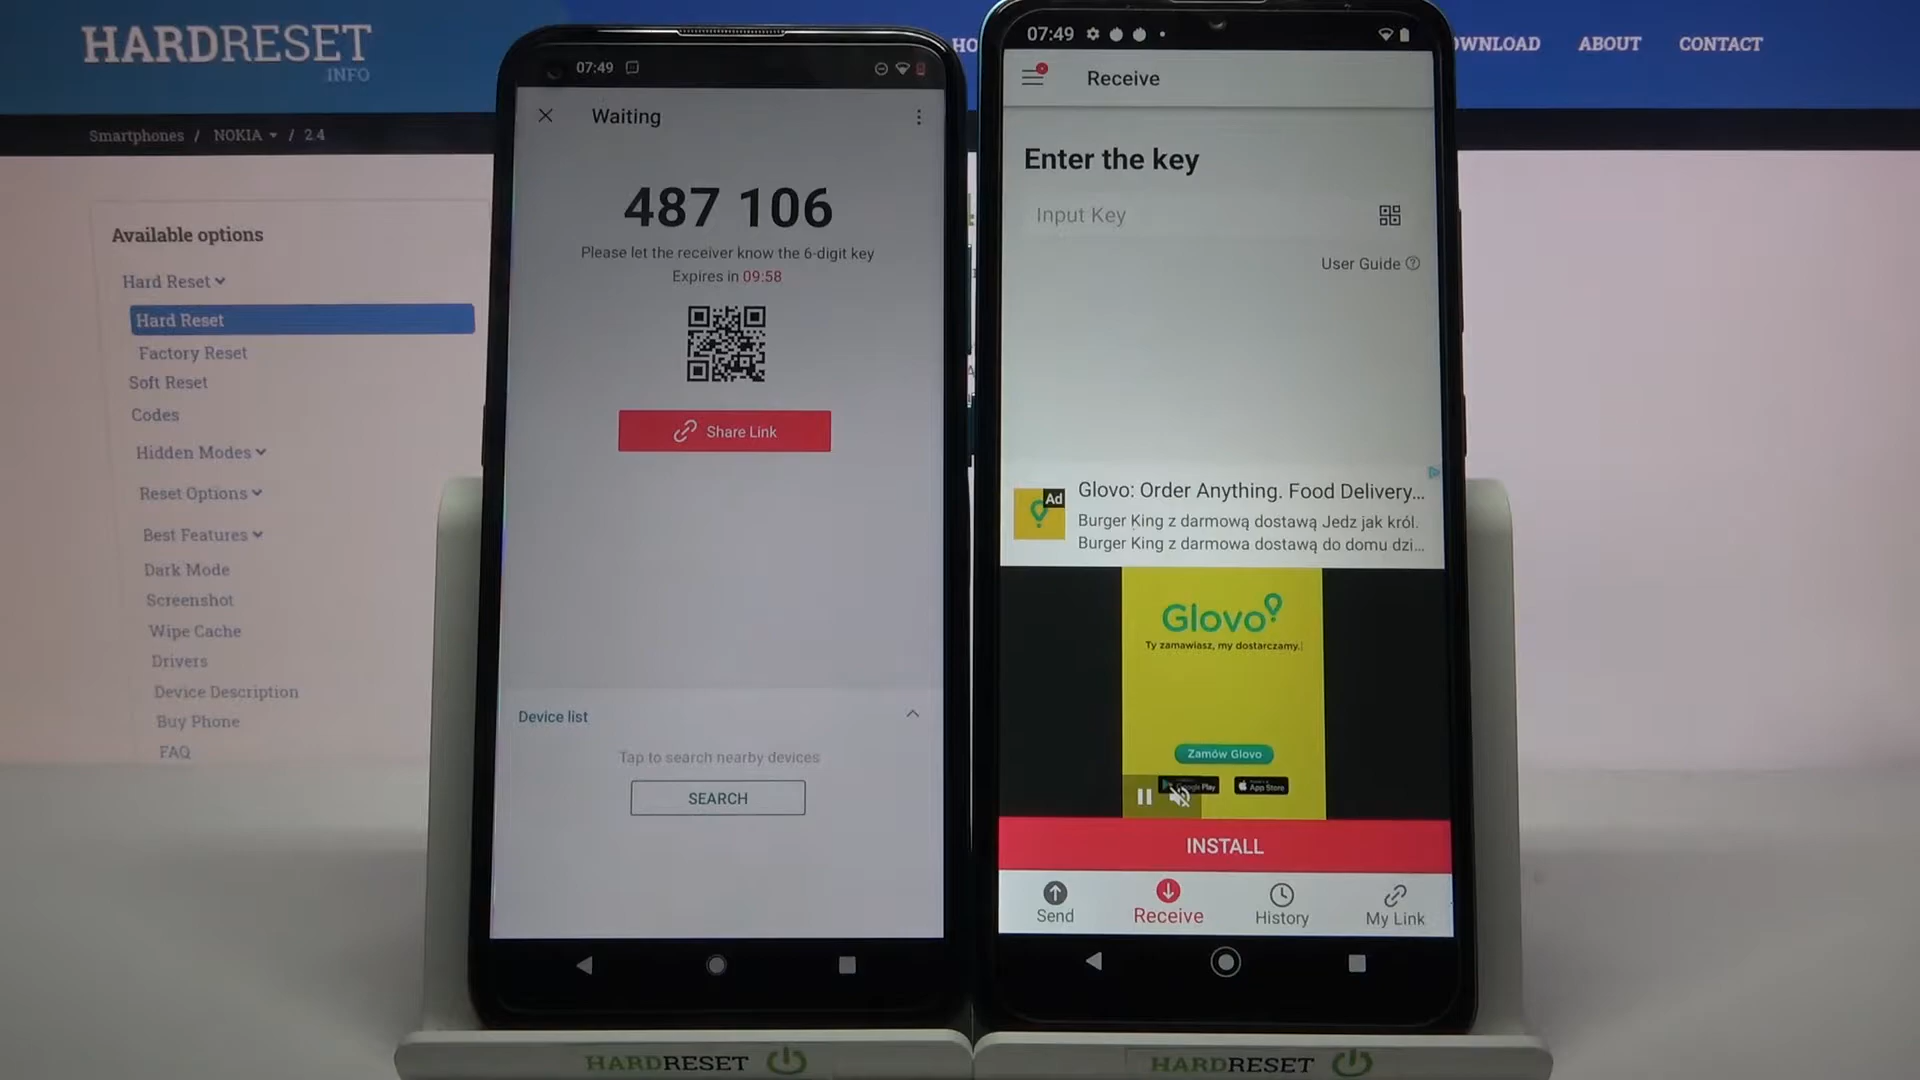 HARDRESET
INFO
OWNLOAD
ABOUT
CONTACT
Smartphones / NOKIA / 2.4
Available options
Hard Reset
Hard Reset
Factory Reset
Soft Reset
Codes
Hidden Modes
Reset Options
Best Features
Dark Mode
Screenshot
Wipe Cache
Drivers
Device Description
Buy Phone
FAQ
07:49
Waiting
487 106
Please let the receiver know the 6-digit key
Expires in 09:58
Share Link
Device list
Tap to search nearby devices
SEARCH
HARDRESET
07:49
Receive
Enter the key
Input Key
User Guide
Ad
Glovo: Order Anything. Food Delivery...
Burger King z darmową dostawą Jedz jak król.
Burger King z darmowa dostawą do domu dzi...
Glovo
Ty zamawiasz, my dostarczamy.
Zamów Glovo
Google Play
App Store
INSTALL
Send
Receive
History
My Link
HARDRESET